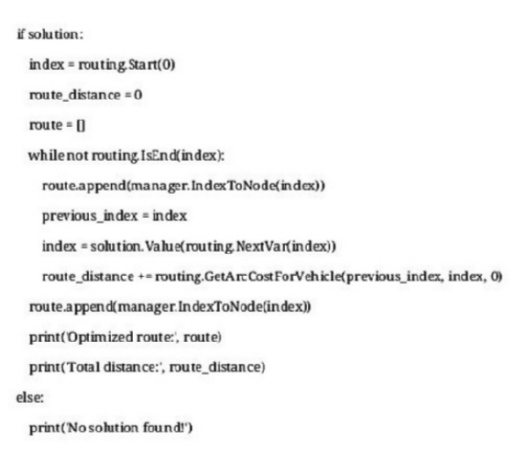 if solution:
index = routing.Start(0)
route_distance = 0
route = []
while not routing.IsEnd(index):
route.append(manager.IndexToNode(index))
previous_index = index
index = solution.Value(routing.NextVar(index))
route_distance += routing.GetArcCostForVehicle(previous_index, index, 0)
route.append(manager.IndexToNode(index))
print('Optimized route:', route)
print('Total distance:', route_distance)
else:
print('No solution found!')